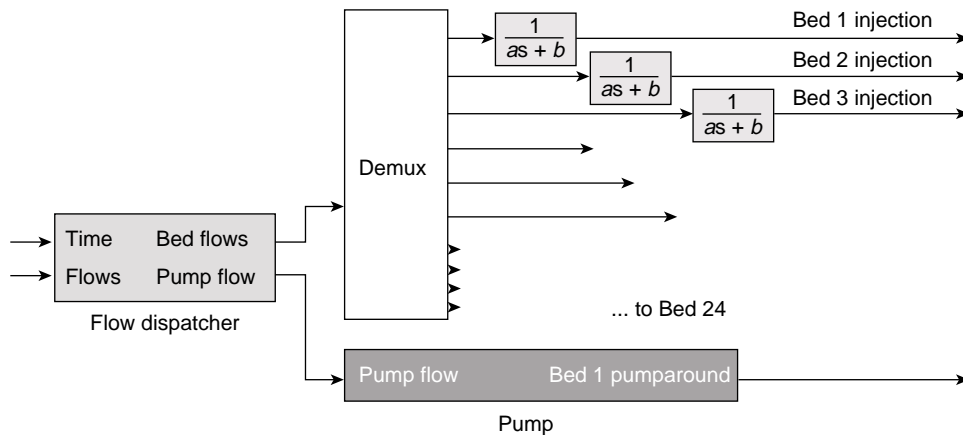 1
as + b
Bed 1 injection
1
as + b
Bed 2 injection
1
as + b
Bed 3 injection
Demux
Time Bed flows
Flows Pump flow
Flow dispatcher
... to Bed 24
Pump flow Bed 1 pumparound
Pump